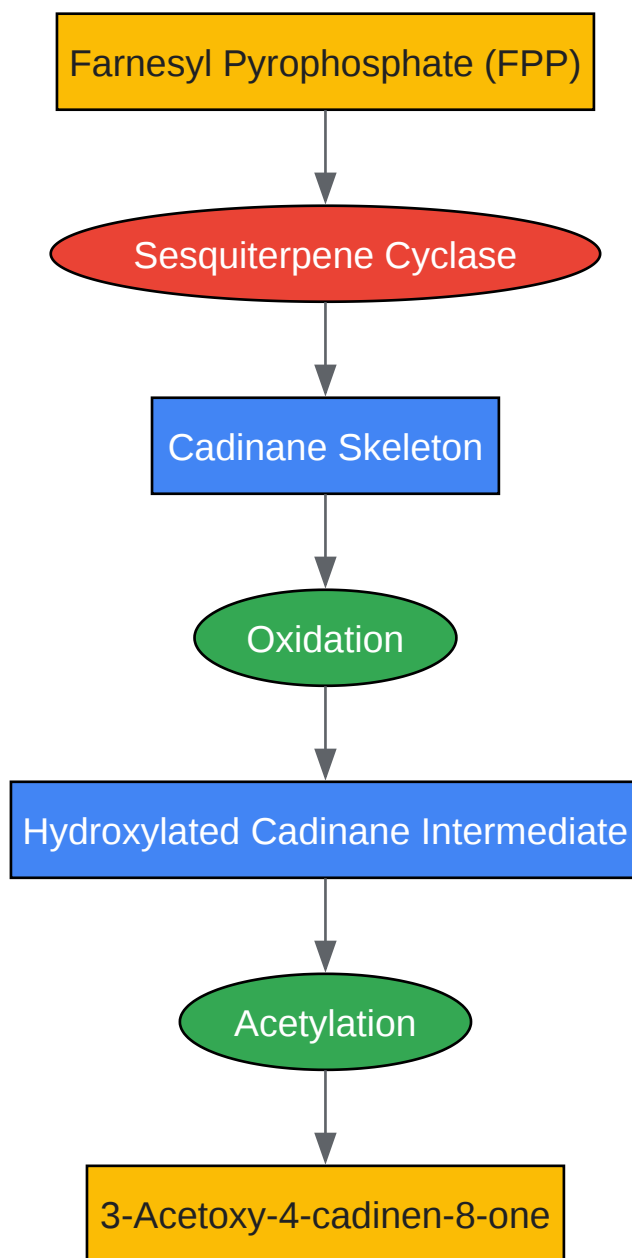 Farnesyl Pyrophosphate (FPP)
Sesquiterpene Cyclase
Cadinane Skeleton
Oxidation
Hydroxylated Cadinane Intermediate
Acetylation
3-Acetoxy-4-cadinen-8-one